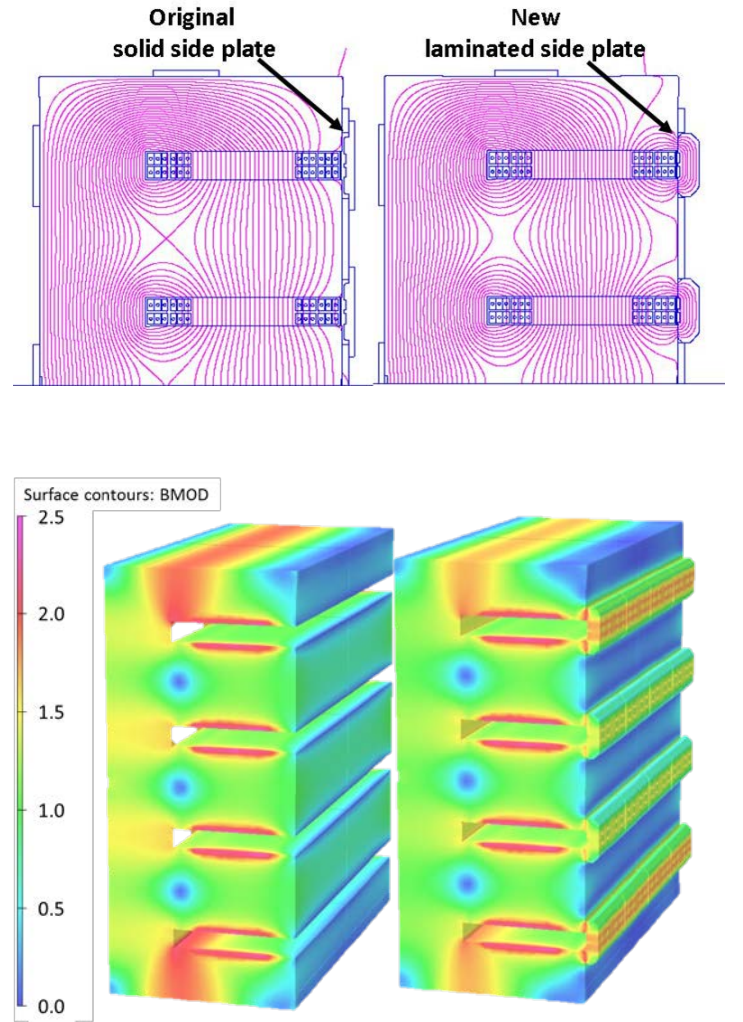 Original
solid side plate
New
laminated side plate
Surface contours: BMOD
2.5
2.0
1.5
1.0
0.5
0.0